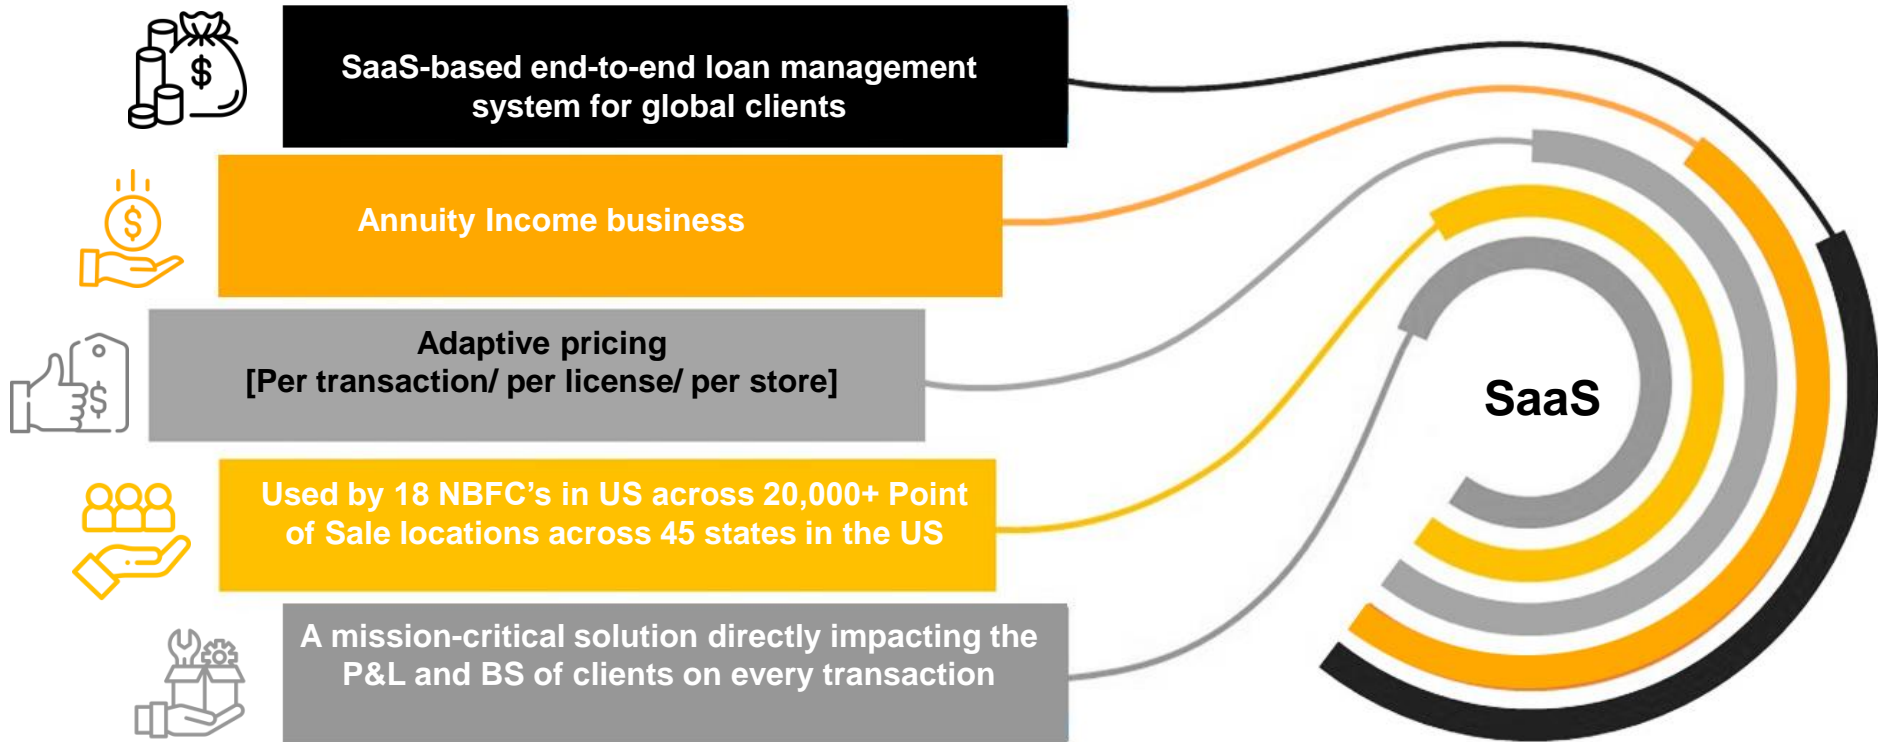 SaaS-based end-to-end loan management
system for global clients
Annuity Income business
Adaptive pricing
[Per transaction/ per license/ per store]
Used by 18 NBFC’s in US across 20,000+ Point
of Sale locations across 45 states in the US
A mission-critical solution directly impacting the
P&L and BS of clients on every transaction
SaaS